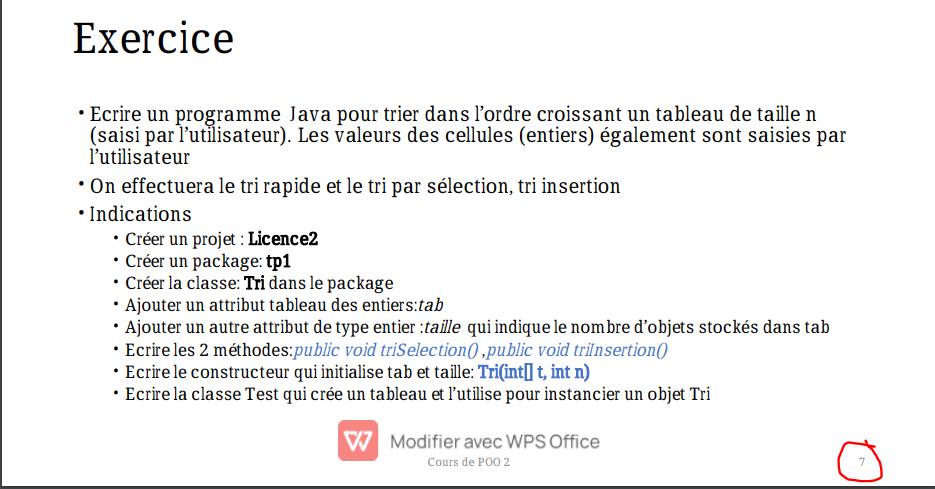 Exercice
• Ecrire un programme Java pour trier dans l'ordre croissant un tableau de taille n
(saisi par l'utilisateur). Les valeurs des cellules (entiers) également sont saisies par
l'utilisateur
• On effectuera le tri rapide et le tri par sélection, tri insertion
• Indications
• Créer un projet : Licence2
• Créer un package: tp1
• Créer la classe: Tri dans le package
• Ajouter un attribut tableau des entiers:tab
• Ajouter un autre attribut de type entier :taille qui indique le nombre d'objets stockés dans tab
• Ecrire les 2 méthodes:public void triSelection() ,public void triInsertion()
• Ecrire le constructeur qui initialise tab et taille: Tri(int[] t, int n)
• Ecrire la classe Test qui crée un tableau et l'utilise pour instancier un objet Tri
Modifier avec WPS Office
Cours de POO 2
7